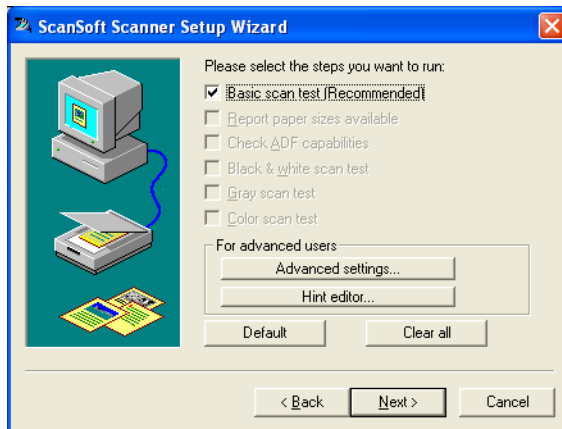 ScanSoft Scanner Setup Wizard
Please select the steps you want to run:
Basic scan test (Recommended)
Report paper sizes available
Check ADF capabilities
Black & white scan test
Gray scan test
Color scan test
For advanced users
Advanced settings...
Hint editor...
Default Clear all
< Back Next > Cancel